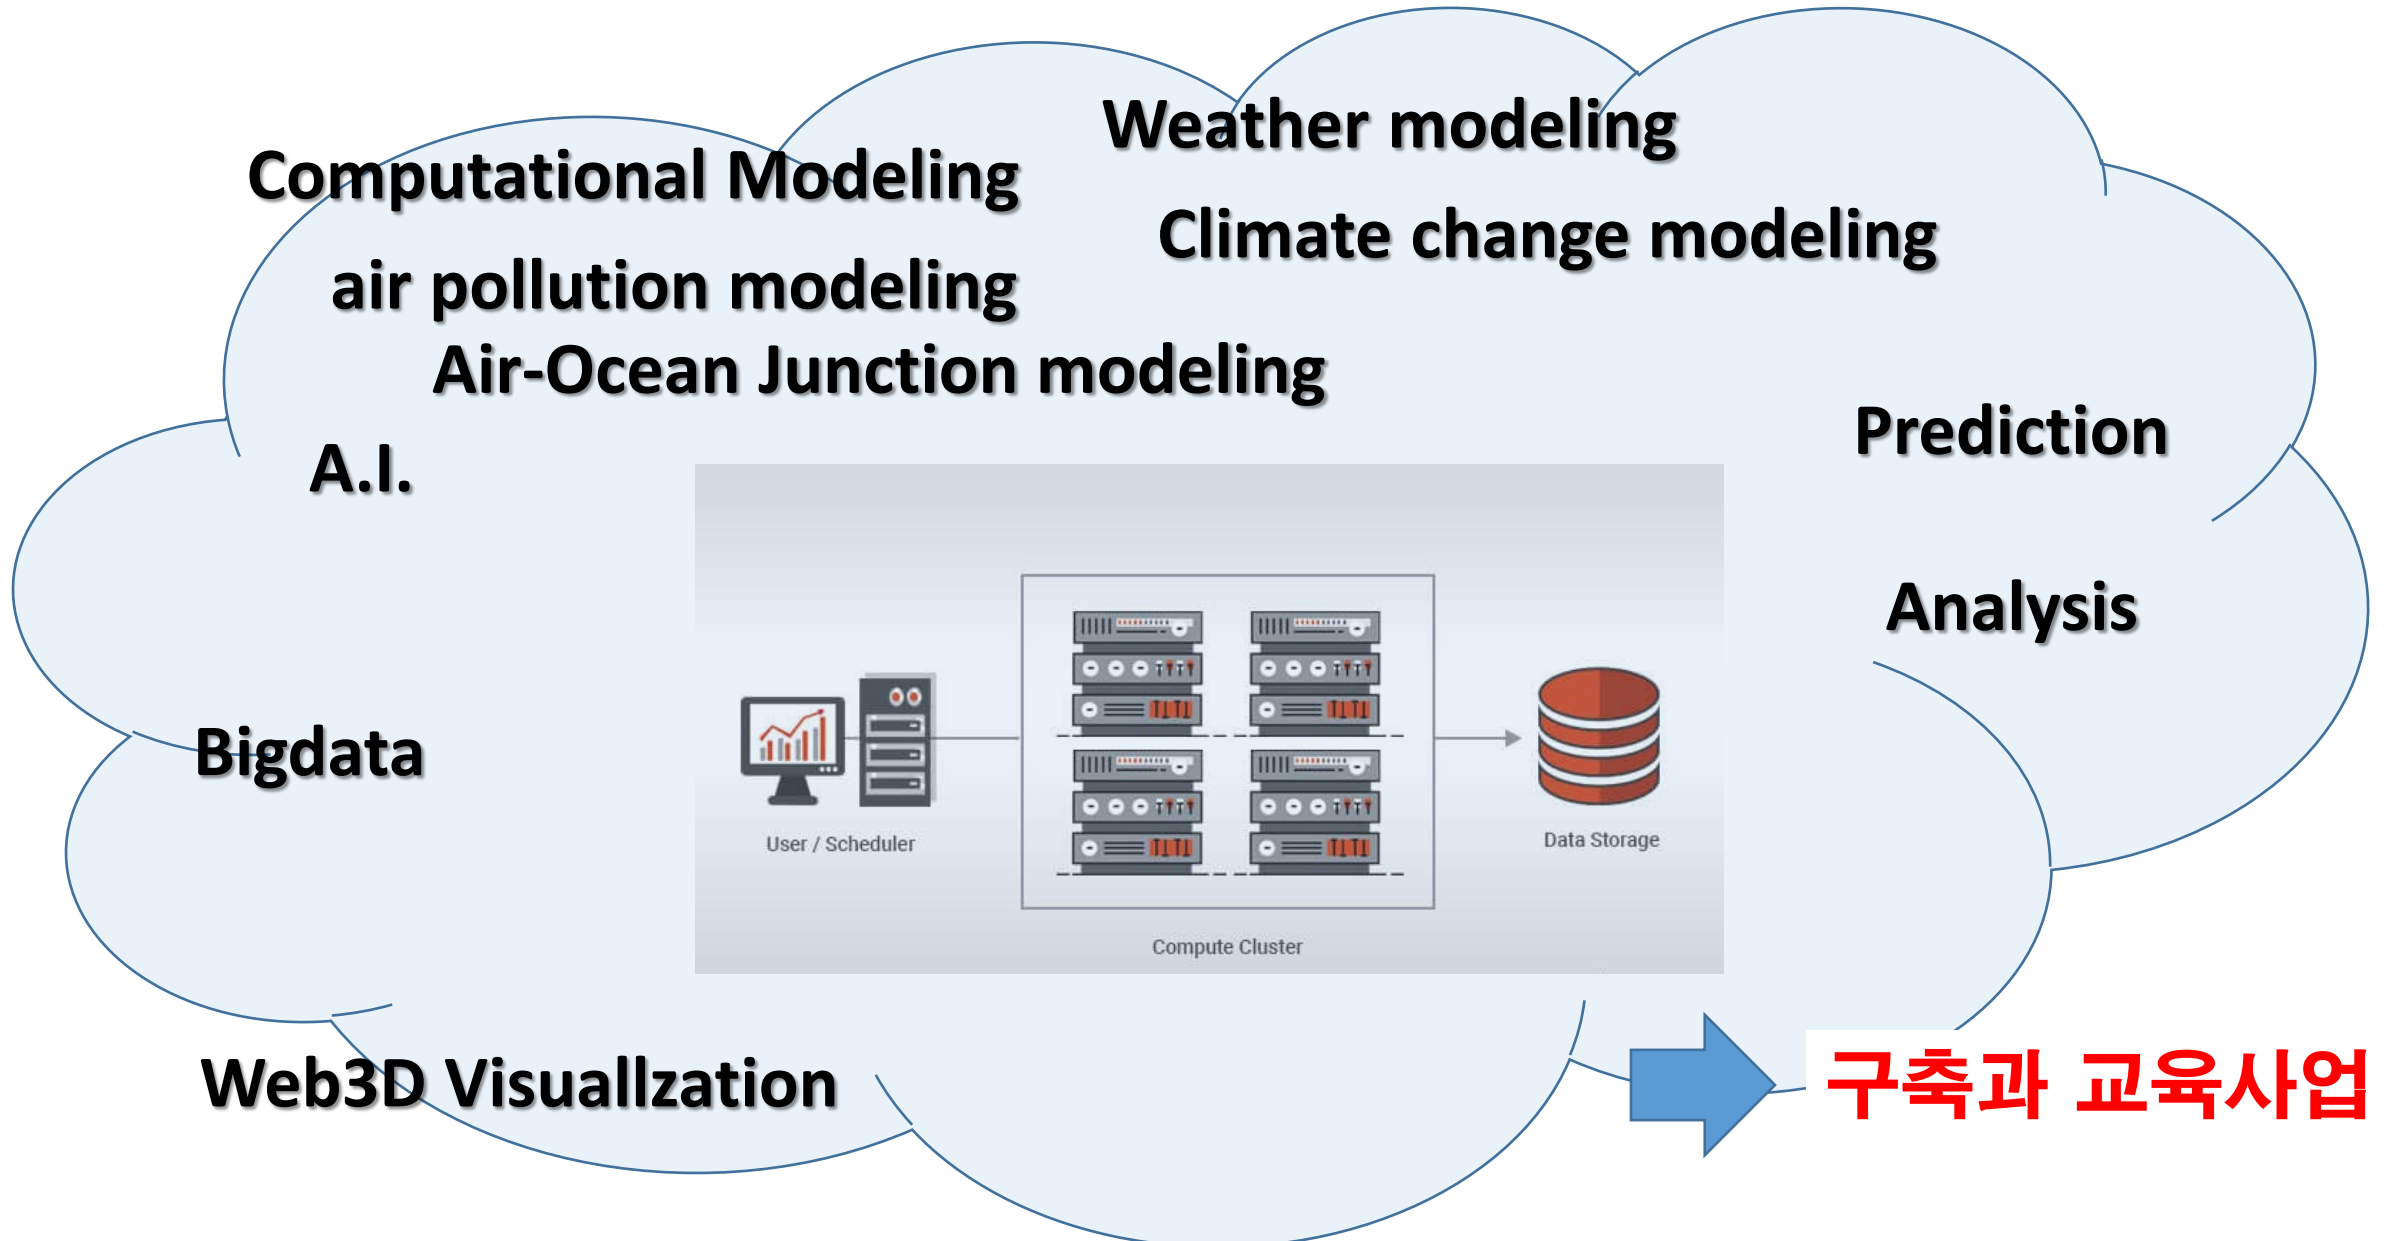 Weather modeling
Computational Modeling
Climate change modeling
air pollution modeling
Air-Ocean Junction modeling
Prediction
A.I.
Analysis
Bigdata
User / Scheduler
Data Storage
Compute Cluster
Web3D Visuallzation
구축과 교육사업